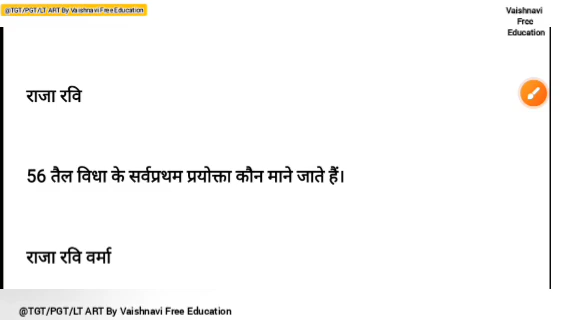 @TGT/PGT/LT ART By Vaishnavi Free Education
Vaishnavi
Free
Education
राजा रवि
56 तैल विधा के सर्वप्रथम प्रयोक्ता कौन माने जाते हैं।
राजा रवि वर्मा
@TGT/PGT/LT ART By Vaishnavi Free Education